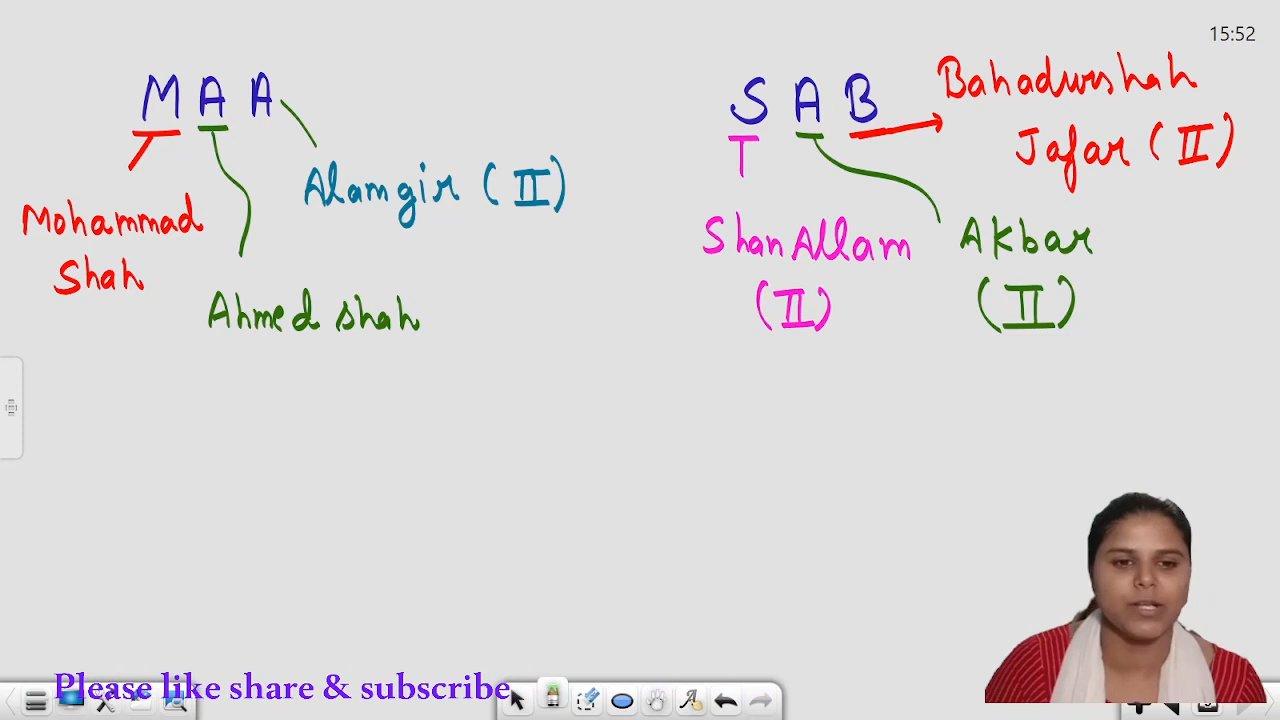 15:52
M A A
S A B
Bahadurshah
Jafar (II)
Alamgir (II)
Mohammad
Shah
Ahmed shah
Shah Allam
(II)
Akbar
(II)
Please like share & subscribe